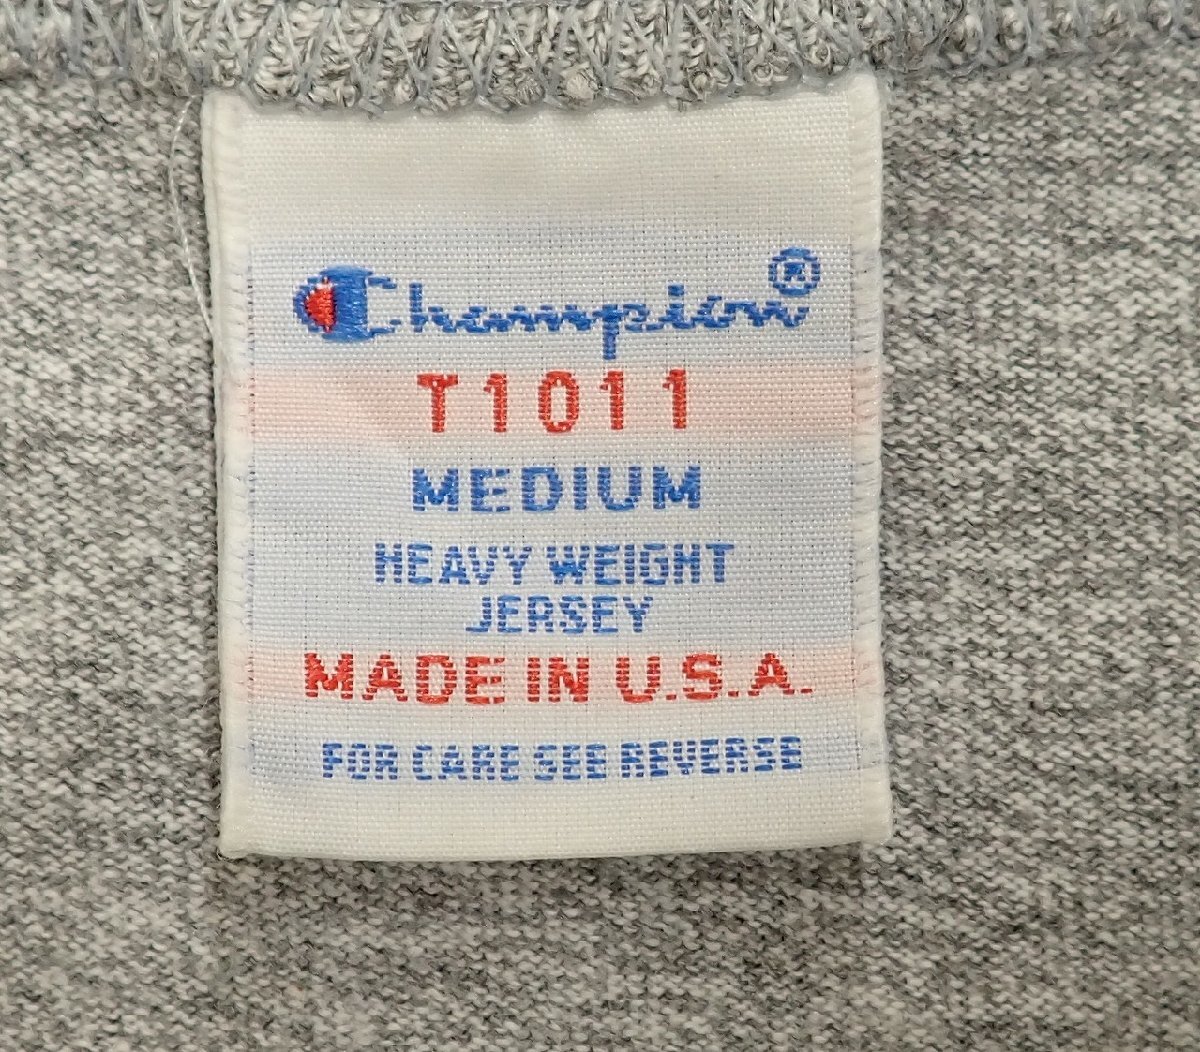 Champion®
T1011
MEDIUM
HEAVY WEIGHT
JERSEY
MADE IN U.S.A.
FOR CARE SEE REVERSE